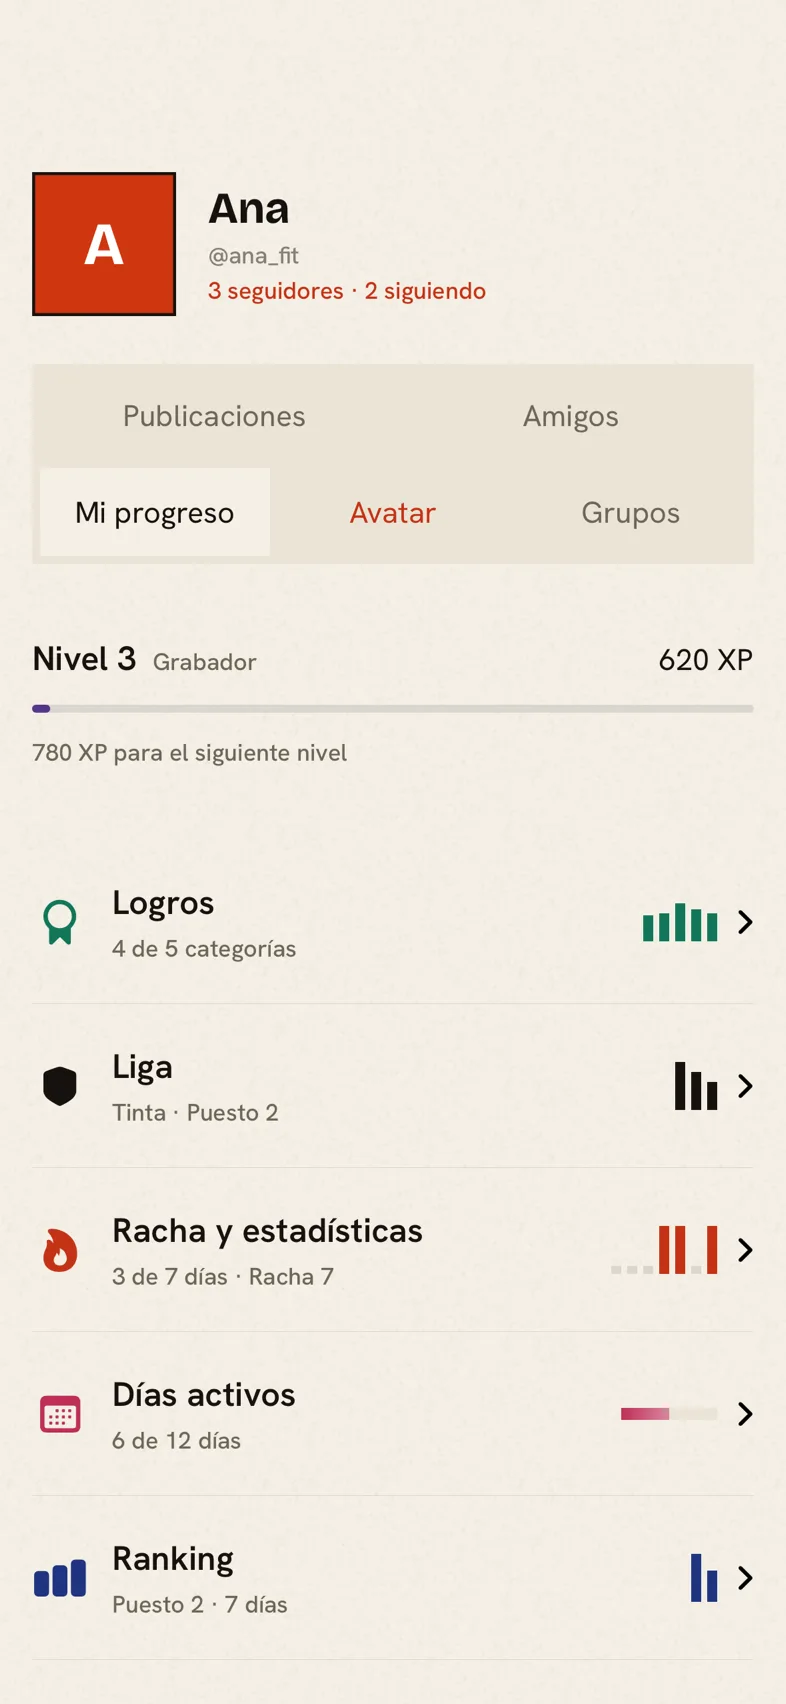 A
Ana
@ana_fit
3 seguidores · 2 siguiendo
Publicaciones
Amigos
Mi progreso
Avatar
Grupos
Nivel 3 Grabador
620 XP
780 XP para el siguiente nivel
Logros
4 de 5 categorías
Liga
Tinta · Puesto 2
Racha y estadísticas
3 de 7 días · Racha 7
Días activos
6 de 12 días
Ranking
Puesto 2 · 7 días